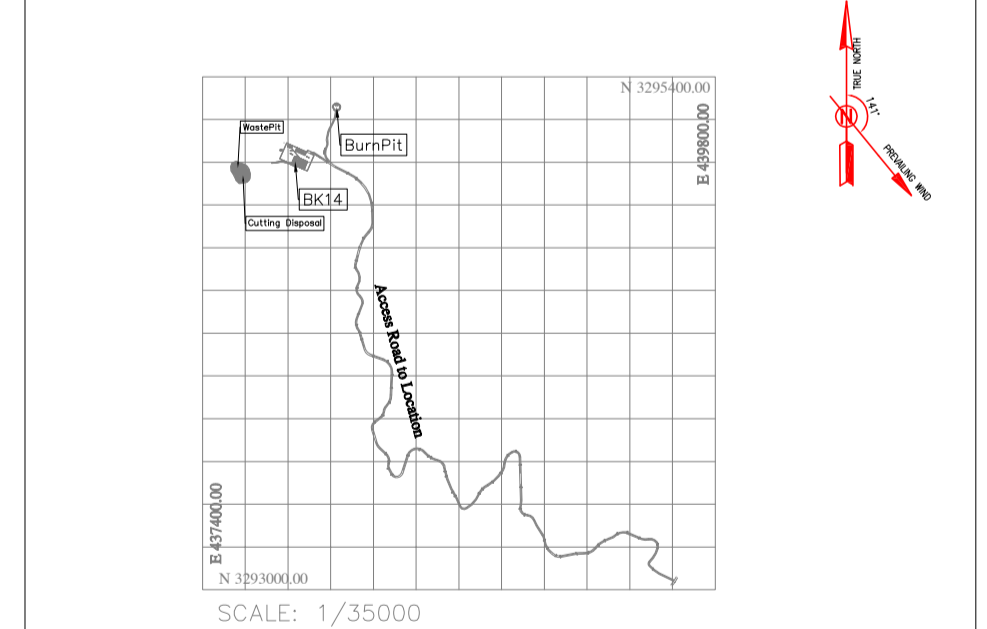 N 3295400.00
TRUE NORTH
141°
N
PREVAILING WIND
E 439800.00
WastePit
BurnPit
BK14
Cutting Disposal
Access Road to Location
E 437400.00
N 3293000.00
SCALE: 1/35000